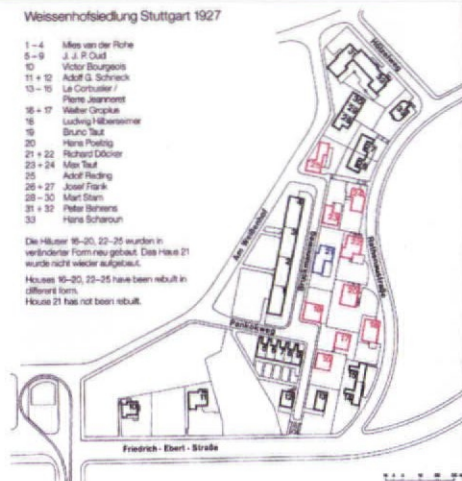 Weissenhofsiedlung Stuttgart 1927
1 – 4 Mies van der Rohe
5 – 9 J. J. P. Oud
10 Victor Bourgeois
11 + 12 Adolf G. Schneck
13 – 15 Le Corbusier /
Pierre Jeanneret
16 + 17 Walter Gropius
18 Ludwig Hilberseimer
19 Bruno Taut
20 Hans Poelzig
21 + 22 Richard Döcker
23 + 24 Max Taut
25 Adolf Rading
26 + 27 Josef Frank
28 – 30 Mart Stam
31 + 32 Peter Behrens
33 Hans Scharoun
Die Häuser 16–20, 22–25 wurden in
veränderter Form neu gebaut. Das Haus 21
wurde nicht wieder aufgebaut.
Houses 16–20, 22–25 have been rebuilt in
different form.
House 21 has not been rebuilt.
Hölzelweg
Am Weißenhof
Bruckmannweg
Rathenaustraße
Pankokweg
Friedrich - Ebert - Straße